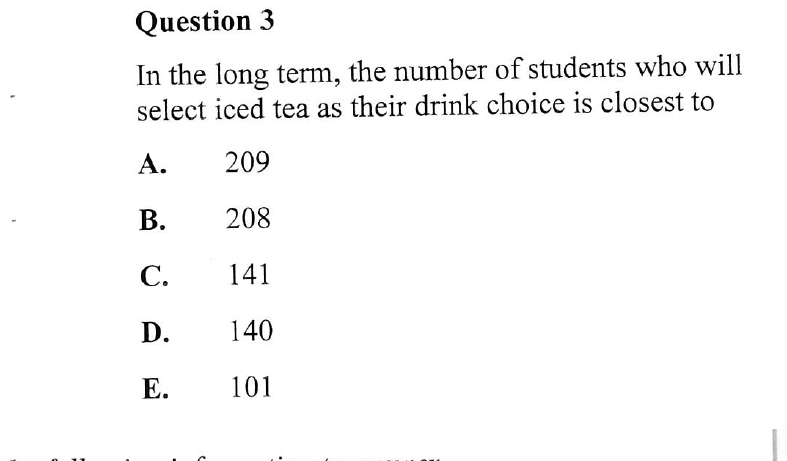 Question 3
In the long term, the number of students who will
select iced tea as their drink choice is closest to
A. 209
B. 208
C. 141
D. 140
E. 101